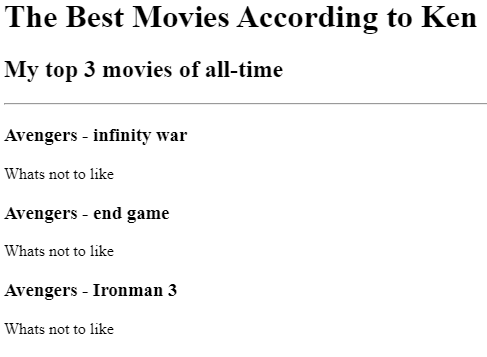 The Best Movies According to Ken
My top 3 movies of all-time
Avengers - infinity war
Whats not to like
Avengers - end game
Whats not to like
Avengers - Ironman 3
Whats not to like